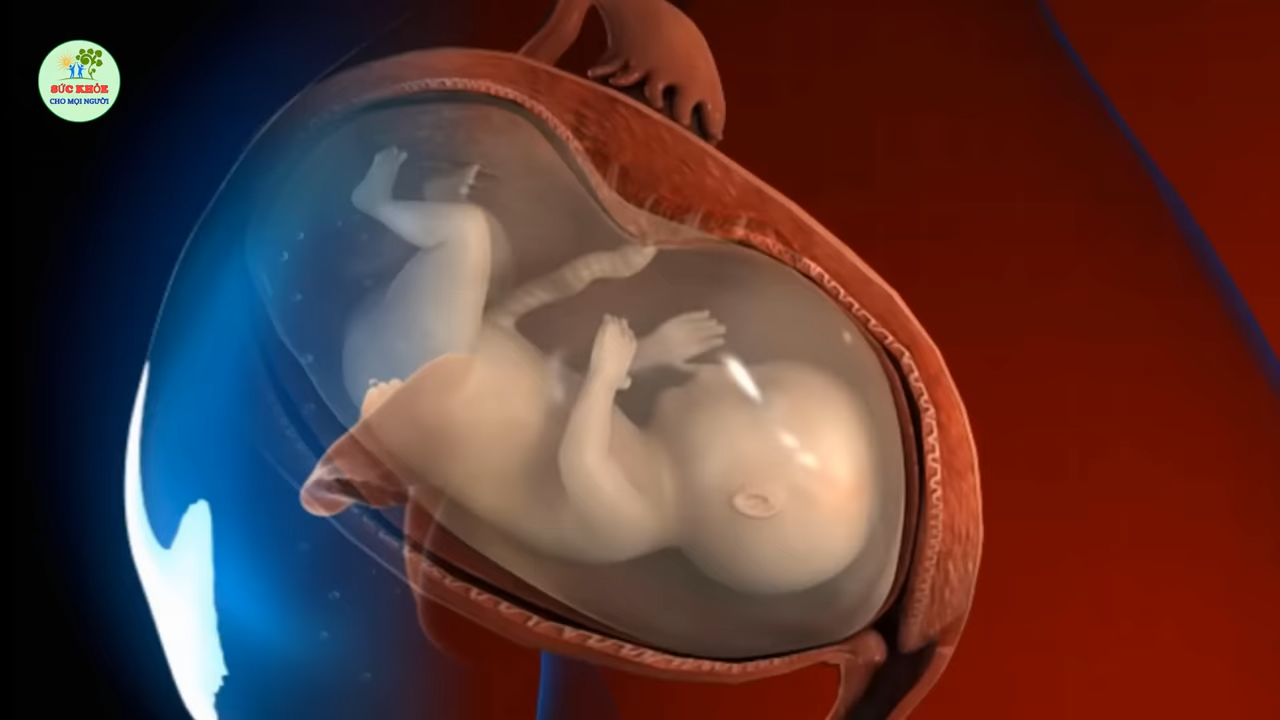 SỨC KHỎE
CHO MỌI NGƯỜI